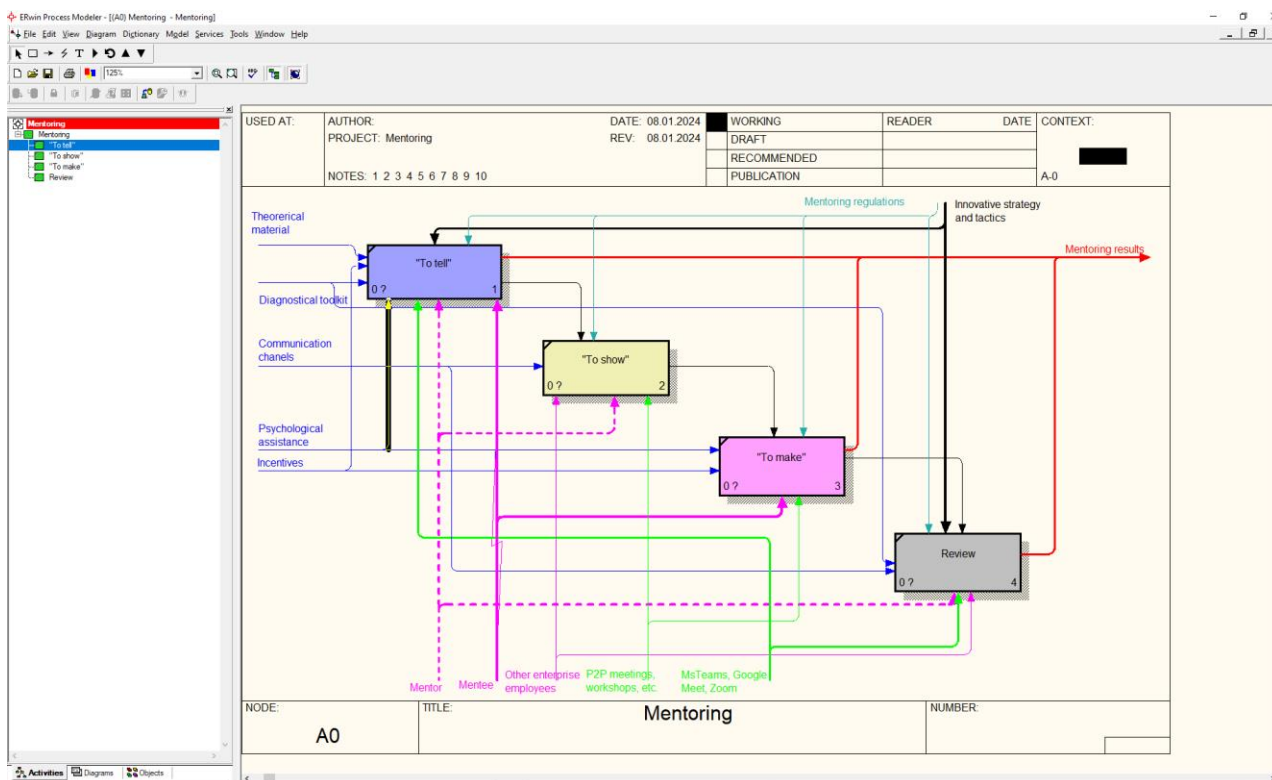 ERwin Process Modeler - [(A0) Mentoring - Mentoring]
File Edit View Diagram Dictionary Model Services Tools Window Help
125%
Mentoring
Mentoring
"To tell"
"To show"
"To make"
Review
Activities Diagrams Objects
USED AT:
AUTHOR:
PROJECT: Mentoring
NOTES: 1 2 3 4 5 6 7 8 9 10
DATE: 08.01.2024
REV: 08.01.2024
WORKING
DRAFT
RECOMMENDED
PUBLICATION
READER DATE
CONTEXT:
A-0
Mentoring regulations
Innovative strategy
and tactics
Theorerical
material
Mentoring results
"To tell"
0 ? 1
Diagnostical toolkit
Communication
chanels
"To show"
0 ? 2
Psychological
assistance
Incentives
"To make"
0 ? 3
Review
0 ? 4
Mentor
Mentee
Other enterprise
employees
P2P meetings,
workshops, etc.
MsTeams, Google
Meet, Zoom
NODE:
A0
TITLE:
Mentoring
NUMBER: